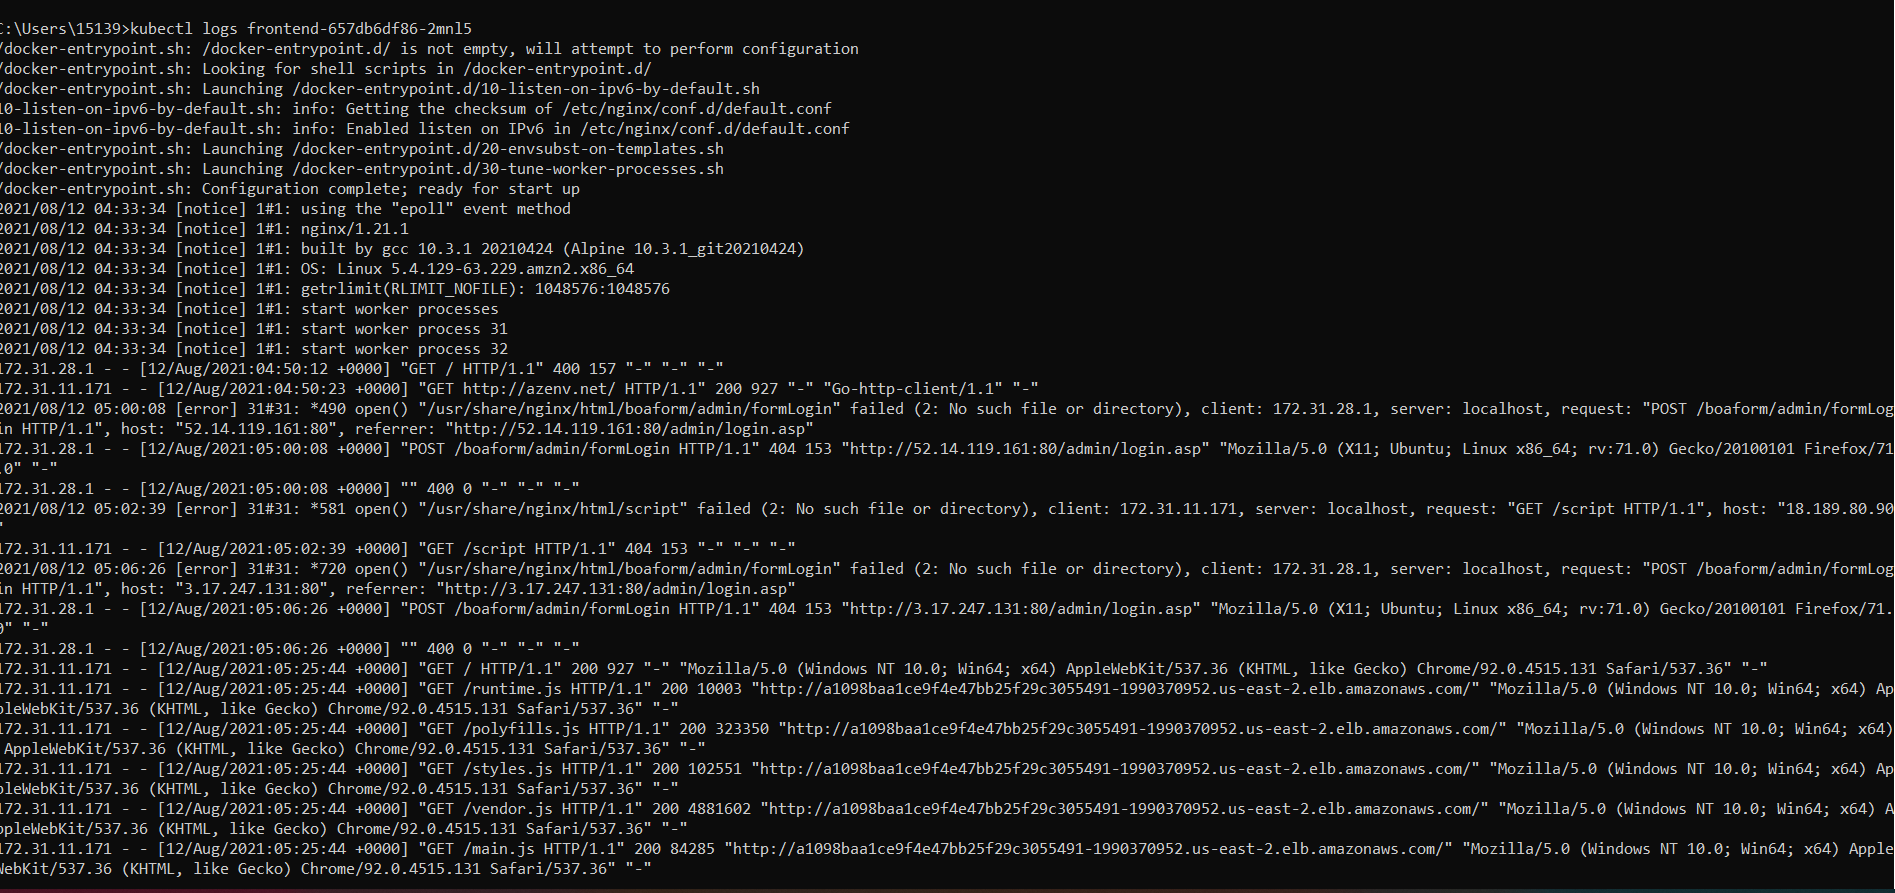 C:\Users\15139>kubectl logs frontend-657db6df86-2mnl5
/docker-entrypoint.sh: /docker-entrypoint.d/ is not empty, will attempt to perform configuration
/docker-entrypoint.sh: Looking for shell scripts in /docker-entrypoint.d/
/docker-entrypoint.sh: Launching /docker-entrypoint.d/10-listen-on-ipv6-by-default.sh
10-listen-on-ipv6-by-default.sh: info: Getting the checksum of /etc/nginx/conf.d/default.conf
10-listen-on-ipv6-by-default.sh: info: Enabled listen on IPv6 in /etc/nginx/conf.d/default.conf
/docker-entrypoint.sh: Launching /docker-entrypoint.d/20-envsubst-on-templates.sh
/docker-entrypoint.sh: Launching /docker-entrypoint.d/30-tune-worker-processes.sh
/docker-entrypoint.sh: Configuration complete; ready for start up
2021/08/12 04:33:34 [notice] 1#1: using the "epoll" event method
2021/08/12 04:33:34 [notice] 1#1: nginx/1.21.1
2021/08/12 04:33:34 [notice] 1#1: built by gcc 10.3.1 20210424 (Alpine 10.3.1_git20210424)
2021/08/12 04:33:34 [notice] 1#1: OS: Linux 5.4.129-63.229.amzn2.x86_64
2021/08/12 04:33:34 [notice] 1#1: getrlimit(RLIMIT_NOFILE): 1048576:1048576
2021/08/12 04:33:34 [notice] 1#1: start worker processes
2021/08/12 04:33:34 [notice] 1#1: start worker process 31
2021/08/12 04:33:34 [notice] 1#1: start worker process 32
172.31.28.1 - - [12/Aug/2021:04:50:12 +0000] "GET / HTTP/1.1" 400 157 "-" "-" "-"
172.31.11.171 - - [12/Aug/2021:04:50:23 +0000] "GET http://azenv.net/ HTTP/1.1" 200 927 "-" "Go-http-client/1.1" "-"
2021/08/12 05:00:08 [error] 31#31: *490 open() "/usr/share/nginx/html/boaform/admin/formLogin" failed (2: No such file or directory), client: 172.31.28.1, server: localhost, request: "POST /boaform/admin/formLog
in HTTP/1.1", host: "52.14.119.161:80", referrer: "http://52.14.119.161:80/admin/login.asp"
172.31.28.1 - - [12/Aug/2021:05:00:08 +0000] "POST /boaform/admin/formLogin HTTP/1.1" 404 153 "http://52.14.119.161:80/admin/login.asp" "Mozilla/5.0 (X11; Ubuntu; Linux x86_64; rv:71.0) Gecko/20100101 Firefox/71
.0" "-"
172.31.28.1 - - [12/Aug/2021:05:00:08 +0000] "" 400 0 "-" "-" "-"
2021/08/12 05:02:39 [error] 31#31: *581 open() "/usr/share/nginx/html/script" failed (2: No such file or directory), client: 172.31.11.171, server: localhost, request: "GET /script HTTP/1.1", host: "18.189.80.90
"
172.31.11.171 - - [12/Aug/2021:05:02:39 +0000] "GET /script HTTP/1.1" 404 153 "-" "-" "-"
2021/08/12 05:06:26 [error] 31#31: *720 open() "/usr/share/nginx/html/boaform/admin/formLogin" failed (2: No such file or directory), client: 172.31.28.1, server: localhost, request: "POST /boaform/admin/formLog
in HTTP/1.1", host: "3.17.247.131:80", referrer: "http://3.17.247.131:80/admin/login.asp"
172.31.28.1 - - [12/Aug/2021:05:06:26 +0000] "POST /boaform/admin/formLogin HTTP/1.1" 404 153 "http://3.17.247.131:80/admin/login.asp" "Mozilla/5.0 (X11; Ubuntu; Linux x86_64; rv:71.0) Gecko/20100101 Firefox/71.
0" "-"
172.31.28.1 - - [12/Aug/2021:05:06:26 +0000] "" 400 0 "-" "-" "-"
172.31.11.171 - - [12/Aug/2021:05:25:44 +0000] "GET / HTTP/1.1" 200 927 "-" "Mozilla/5.0 (Windows NT 10.0; Win64; x64) AppleWebKit/537.36 (KHTML, like Gecko) Chrome/92.0.4515.131 Safari/537.36" "-"
172.31.11.171 - - [12/Aug/2021:05:25:44 +0000] "GET /runtime.js HTTP/1.1" 200 10003 "http://a1098baa1ce9f4e47bb25f29c3055491-1990370952.us-east-2.elb.amazonaws.com/" "Mozilla/5.0 (Windows NT 10.0; Win64; x64) Ap
pleWebKit/537.36 (KHTML, like Gecko) Chrome/92.0.4515.131 Safari/537.36" "-"
172.31.11.171 - - [12/Aug/2021:05:25:44 +0000] "GET /polyfills.js HTTP/1.1" 200 323350 "http://a1098baa1ce9f4e47bb25f29c3055491-1990370952.us-east-2.elb.amazonaws.com/" "Mozilla/5.0 (Windows NT 10.0; Win64; x64)
 AppleWebKit/537.36 (KHTML, like Gecko) Chrome/92.0.4515.131 Safari/537.36" "-"
172.31.11.171 - - [12/Aug/2021:05:25:44 +0000] "GET /styles.js HTTP/1.1" 200 102551 "http://a1098baa1ce9f4e47bb25f29c3055491-1990370952.us-east-2.elb.amazonaws.com/" "Mozilla/5.0 (Windows NT 10.0; Win64; x64) Ap
pleWebKit/537.36 (KHTML, like Gecko) Chrome/92.0.4515.131 Safari/537.36" "-"
172.31.11.171 - - [12/Aug/2021:05:25:44 +0000] "GET /vendor.js HTTP/1.1" 200 4881602 "http://a1098baa1ce9f4e47bb25f29c3055491-1990370952.us-east-2.elb.amazonaws.com/" "Mozilla/5.0 (Windows NT 10.0; Win64; x64) A
ppleWebKit/537.36 (KHTML, like Gecko) Chrome/92.0.4515.131 Safari/537.36" "-"
172.31.11.171 - - [12/Aug/2021:05:25:44 +0000] "GET /main.js HTTP/1.1" 200 84285 "http://a1098baa1ce9f4e47bb25f29c3055491-1990370952.us-east-2.elb.amazonaws.com/" "Mozilla/5.0 (Windows NT 10.0; Win64; x64) Apple
WebKit/537.36 (KHTML, like Gecko) Chrome/92.0.4515.131 Safari/537.36" "-"